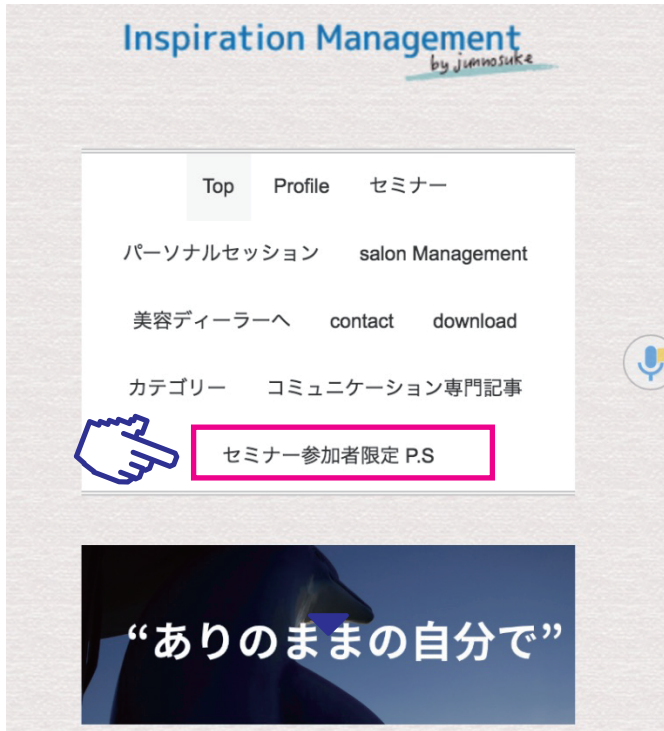 Inspiration Management
by junnosuke
Top Profile セミナー
パーソナルセッション salon Management
美容ディーラーへ contact download
カテゴリー コミュニケーション専門記事
セミナー参加者限定 P.S
“ありのままの自分で”